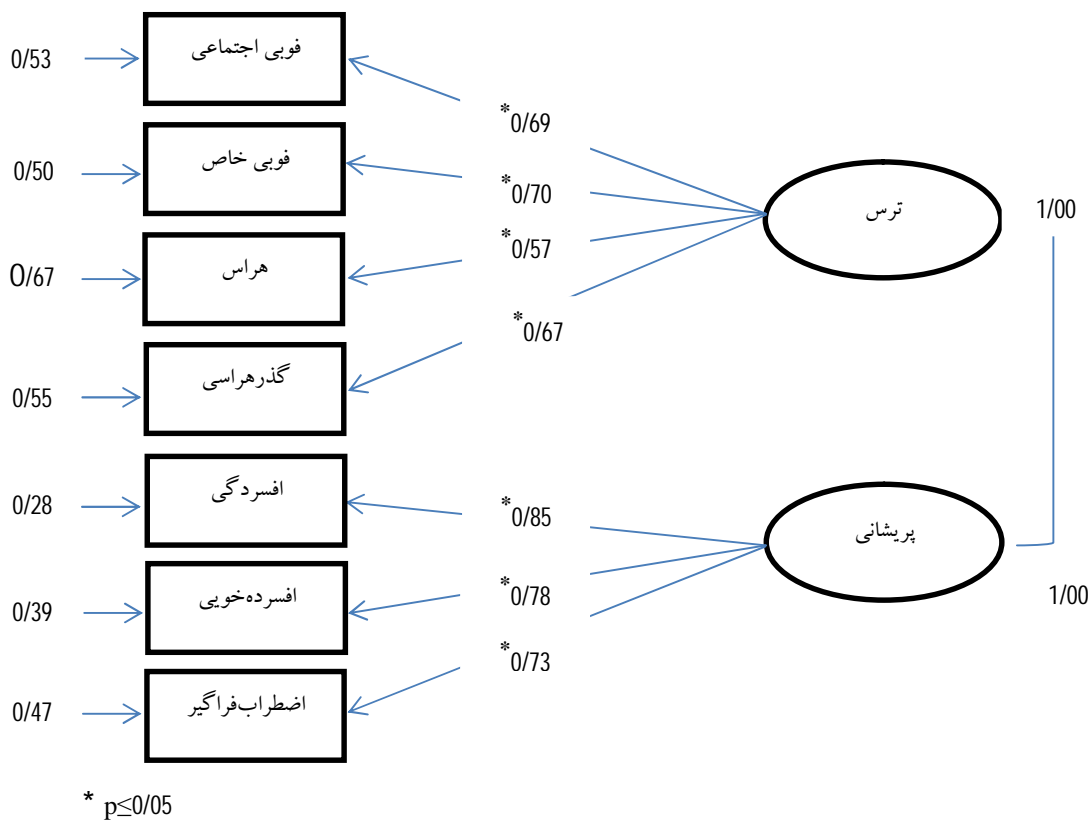 فوبی اجتماعی
0/53
*0/69
فوبی خاص
0/50
*0/70
ترس
1/00
هراس
0/67
*0/57
*0/67
گذرهراسی
0/55
افسردگی
0/28
*0/85
پریشانی
افسرده‌خویی
0/39
*0/78
1/00
*0/73
اضطراب‌فراگیر
0/47
* p≤0/05